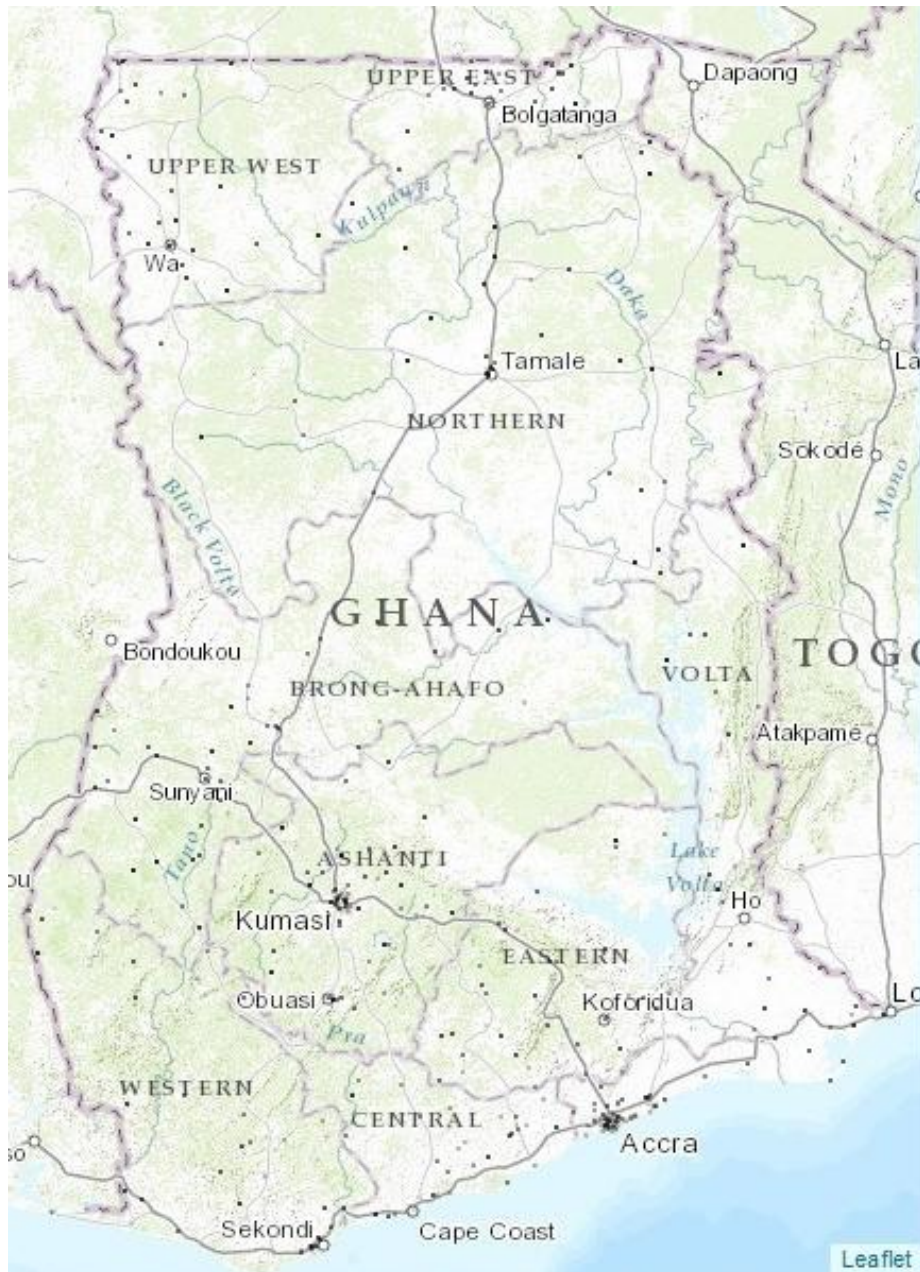 UPPER EAST
Dapaong
Bolgatanga
UPPER WEST
Kulpawn
Wa
Daka
Tamale
La
NORTHERN
Sokodé
Mono
Black Volta
GHANA
Bondoukou
TOGO
VOLTA
BRONG-AHAFO
Atakpamé
Sunyani
Tano
ASHANTI
Lake
Volta
ou
Ho
Kumasi
EASTERN
Obuasi
Koforidua
Lo
Pra
WESTERN
CENTRAL
Accra
so
Sekondi
Cape Coast
Leaflet